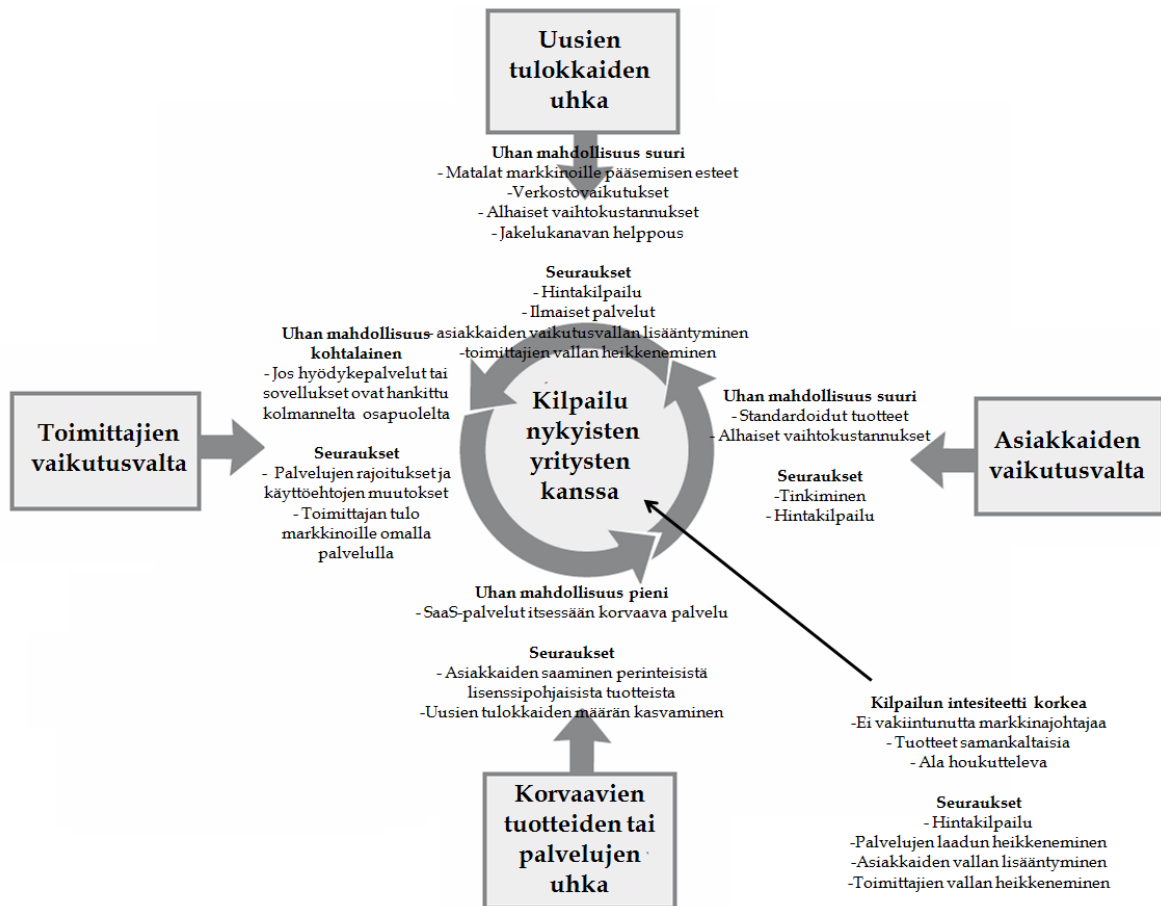 Uusien
tulokkaiden
uhka
Uhan mahdollisuus suuri
- Matalat markkinoille pääsemisen esteet
-Verkostovaikutukset
- Alhaiset vaihtokustannukset
- Jakelukanavan helppous
Seuraukset
- Hintakilpailu
- Ilmaiset palvelut
- asiakkaiden vaikutusvallan lisääntyminen
-toimittajien vallan heikkeneminen
Uhan mahdollisuus
kohtalainen
- Jos hyödykepalvelut tai
sovellukset ovat hankittu
kolmannelta osapuolelta
Seuraukset
- Palvelujen rajoitukset ja
käyttöehtojen muutokset
- Toimittajan tulo
markkinoille omalla
palvelulla
Toimittajien
vaikutusvalta
Kilpailu
nykyisten
yritysten
kanssa
Uhan mahdollisuus suuri
- Standardoidut tuotteet
- Alhaiset vaihtokustannukset
Seuraukset
-Tinkiminen
- Hintakilpailu
Asiakkaiden
vaikutusvalta
Uhan mahdollisuus pieni
- SaaS-palvelut itsessään korvaava palvelu
Seuraukset
- Asiakkaiden saaminen perinteisistä
lisenssipohjaisista tuotteista
-Uusien tulokkaiden määrän kasvaminen
Korvaavien
tuotteiden tai
palvelujen
uhka
Kilpailun intesiteetti korkea
-Ei vakiintunutta markkinajohtajaa
- Tuotteet samankaltaisia
- Ala houkutteleva
Seuraukset
- Hintakilpailu
-Palvelujen laadun heikkeneminen
-Asiakkaiden vallan lisääntyminen
-Toimittajien vallan heikkeneminen